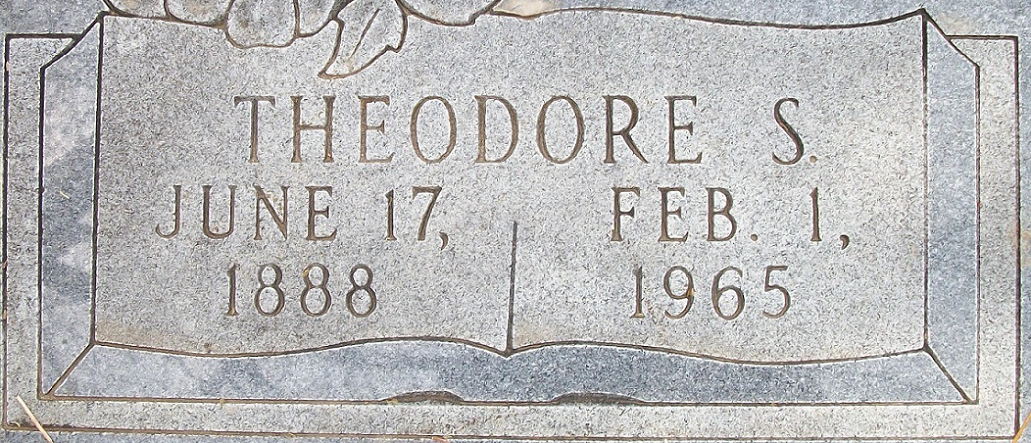 THEODORE S.
JUNE 17, FEB. 1,
1888 1965